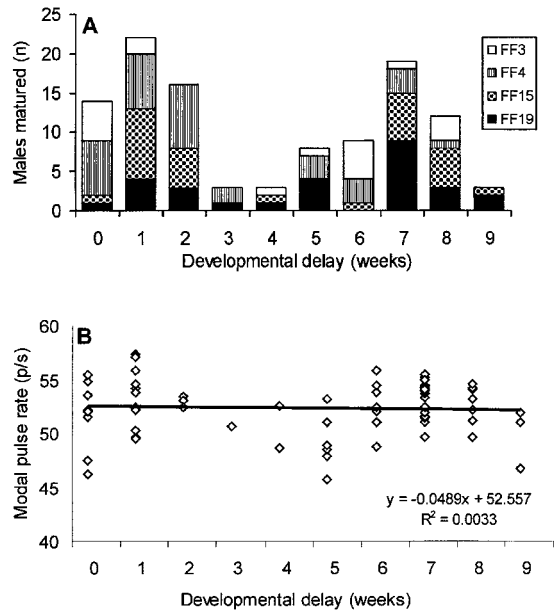 A
Males matured (n)
25
20
15
10
5
0
FF3
FF4
FF15
FF19
0 1 2 3 4 5 6 7 8 9
Developmental delay (weeks)
B
Modal pulse rate (p/s)
60
55
50
45
40
y = -0.0489x + 52.557
R² = 0.0033
0 1 2 3 4 5 6 7 8 9
Developmental delay (weeks)